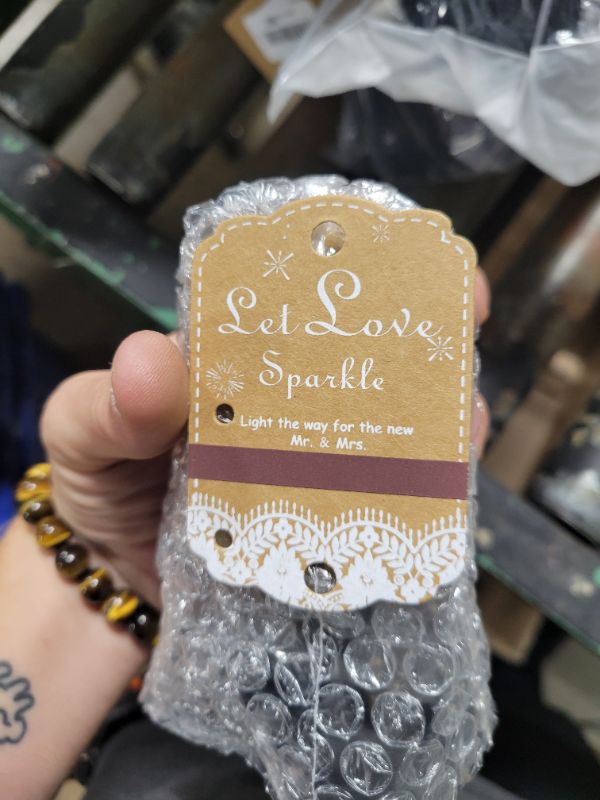 Let Love
Sparkle
Light the way for the new
Mr. & Mrs.